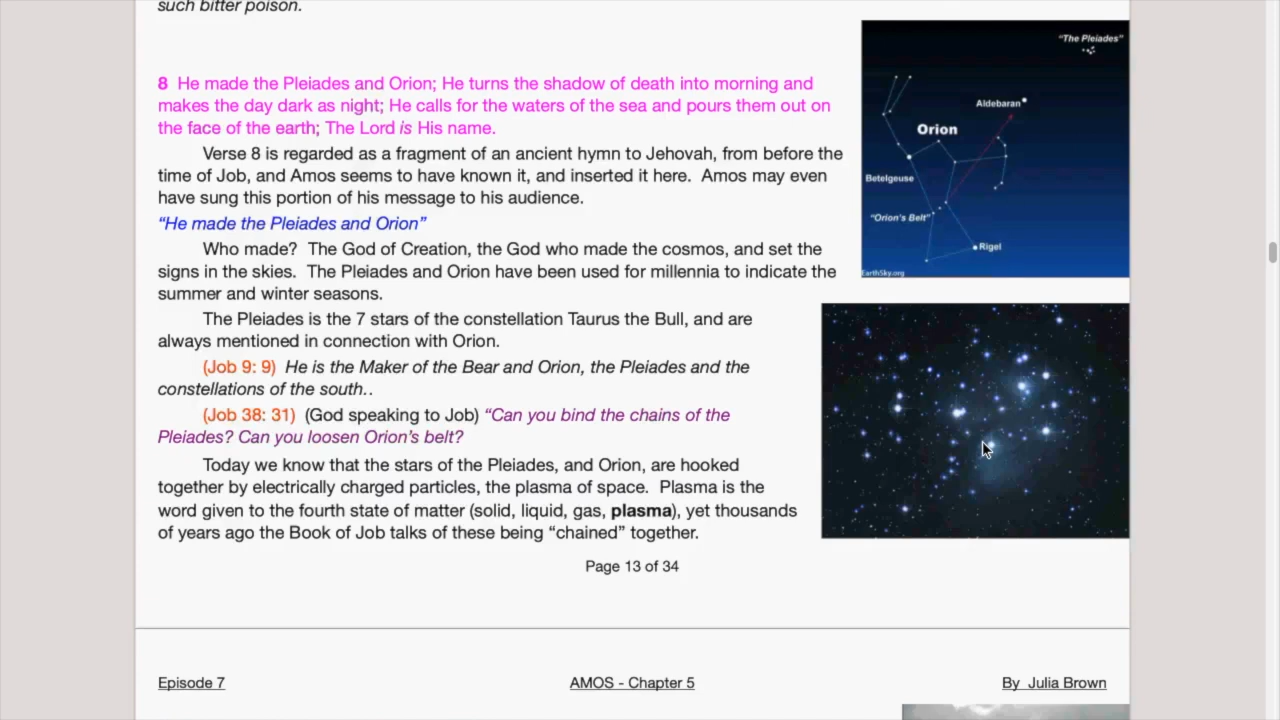 such bitter poison.
8  He made the Pleiades and Orion; He turns the shadow of death into morning and
makes the day dark as night; He calls for the waters of the sea and pours them out on
the face of the earth; The Lord is His name.
Verse 8 is regarded as a fragment of an ancient hymn to Jehovah, from before the
time of Job, and Amos seems to have known it, and inserted it here.  Amos may even
have sung this portion of his message to his audience.
“He made the Pleiades and Orion”
Who made?  The God of Creation, the God who made the cosmos, and set the
signs in the skies.  The Pleiades and Orion have been used for millennia to indicate the
summer and winter seasons.
The Pleiades is the 7 stars of the constellation Taurus the Bull, and are
always mentioned in connection with Orion.
(Job 9: 9)  He is the Maker of the Bear and Orion, the Pleiades and the
constellations of the south..
(Job 38: 31)  (God speaking to Job) “Can you bind the chains of the
Pleiades? Can you loosen Orion’s belt?
Today we know that the stars of the Pleiades, and Orion, are hooked
together by electrically charged particles, the plasma of space.  Plasma is the
word given to the fourth state of matter (solid, liquid, gas, plasma), yet thousands
of years ago the Book of Job talks of these being “chained” together.
"The Pleiades"
Aldebaran
Orion
Betelgeuse
"Orion's Belt"
Rigel
EarthSky.org
Page 13 of 34
Episode 7
AMOS - Chapter 5
By  Julia Brown